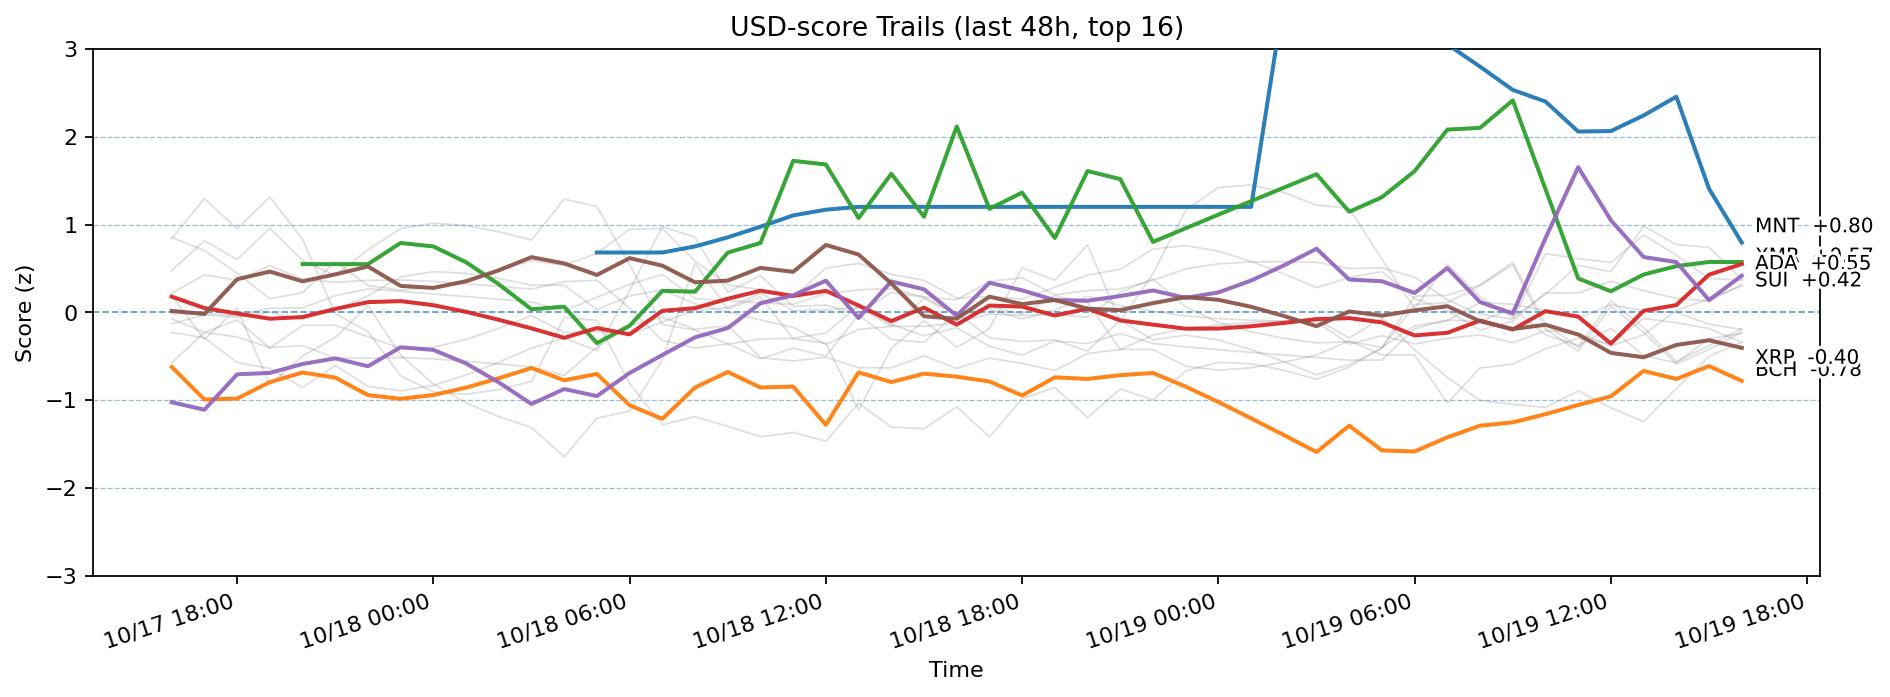 USD-score Trails (last 48h, top 16)
Score (z)
3
2
1
0
−1
−2
−3
MNT +0.80
ADA +0.55
SUI +0.42
XRP -0.40
BCH -0.78
10/17 18:00
10/18 00:00
10/18 06:00
10/18 12:00
10/18 18:00
10/19 00:00
10/19 06:00
10/19 12:00
10/19 18:00
Time